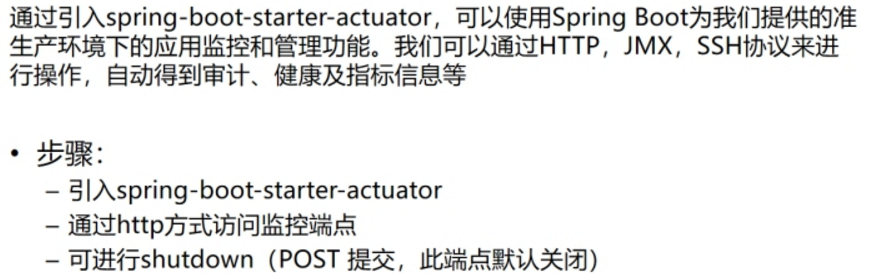 通过引入spring-boot-starter-actuator，可以使用Spring Boot为我们提供的准
生产环境下的应用监控和管理功能。我们可以通过HTTP，JMX，SSH协议来进
行操作，自动得到审计、健康及指标信息等
• 步骤：
– 引入spring-boot-starter-actuator
– 通过http方式访问监控端点
– 可进行shutdown（POST 提交，此端点默认关闭）